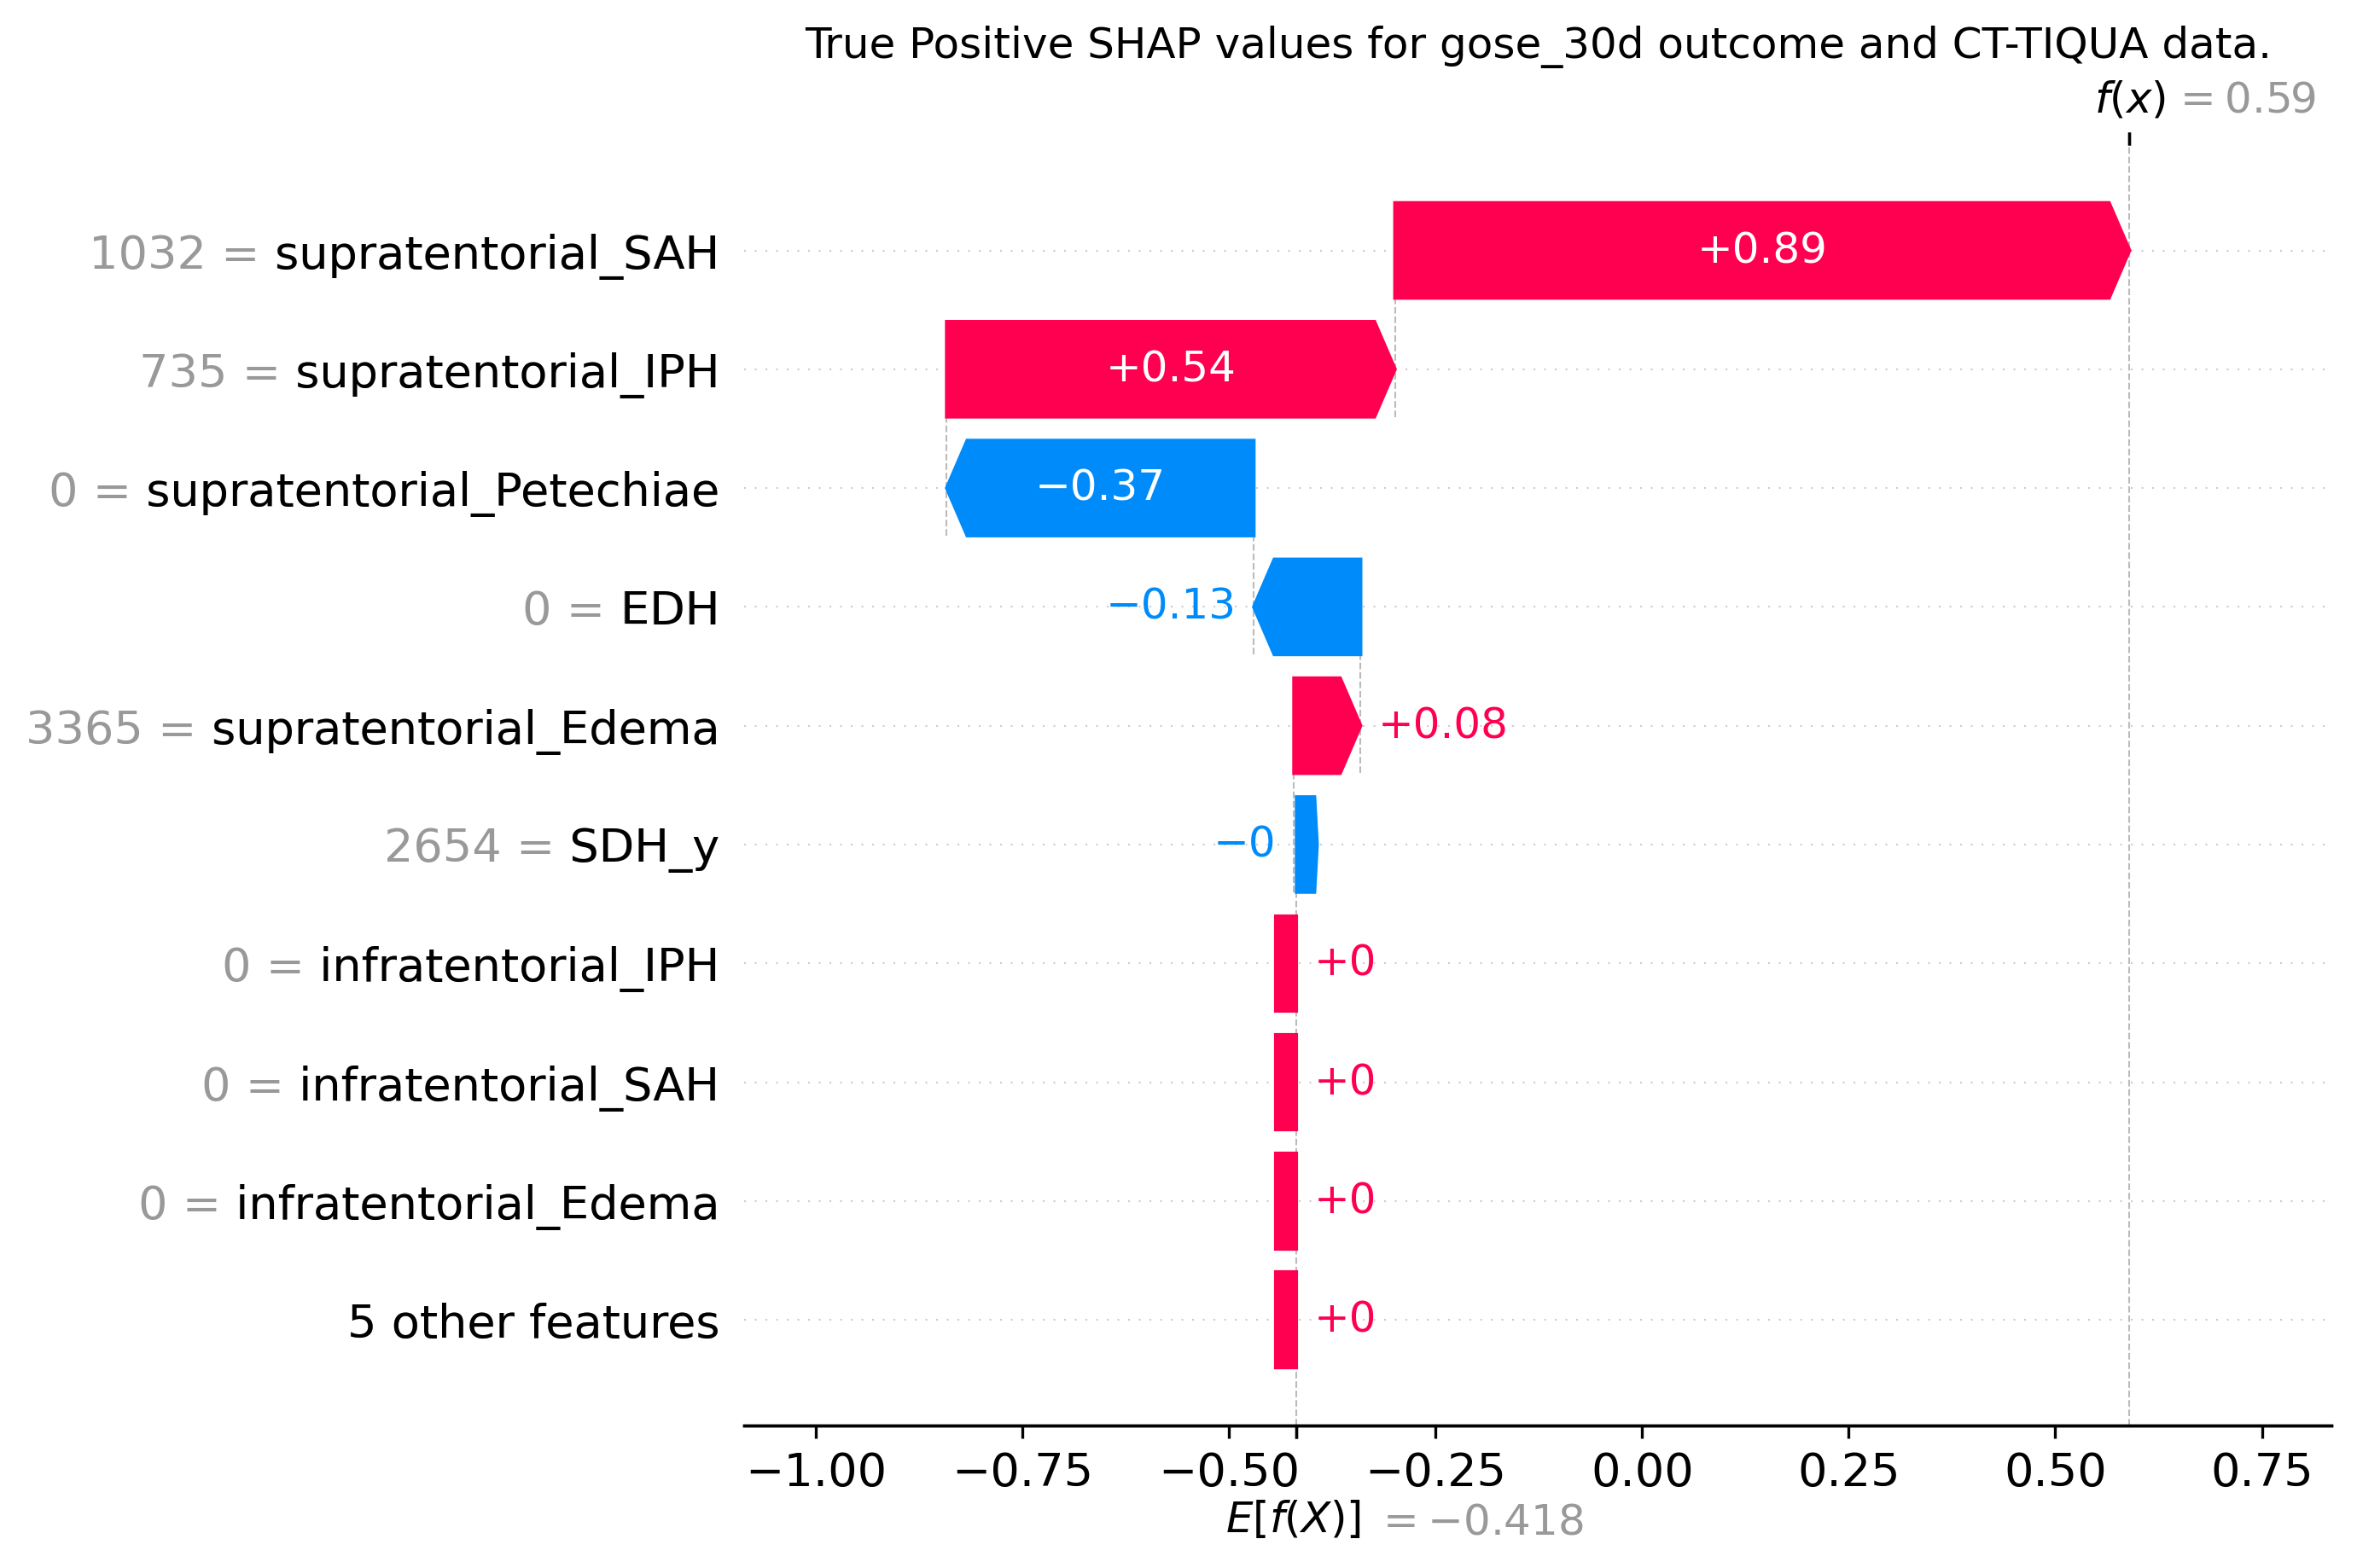 True Positive SHAP values for gose_30d outcome and CT-TIQUA data.
f(x) = 0.59
1032 = supratentorial_SAH +0.89
735 = supratentorial_IPH +0.54
0 = supratentorial_Petechiae −0.37
0 = EDH −0.13
3365 = supratentorial_Edema +0.08
2654 = SDH_y −0
0 = infratentorial_IPH +0
0 = infratentorial_SAH +0
0 = infratentorial_Edema +0
5 other features +0
−1.00 −0.75 −0.50 −0.25 0.00 0.25 0.50 0.75
E[f(X)] = −0.418